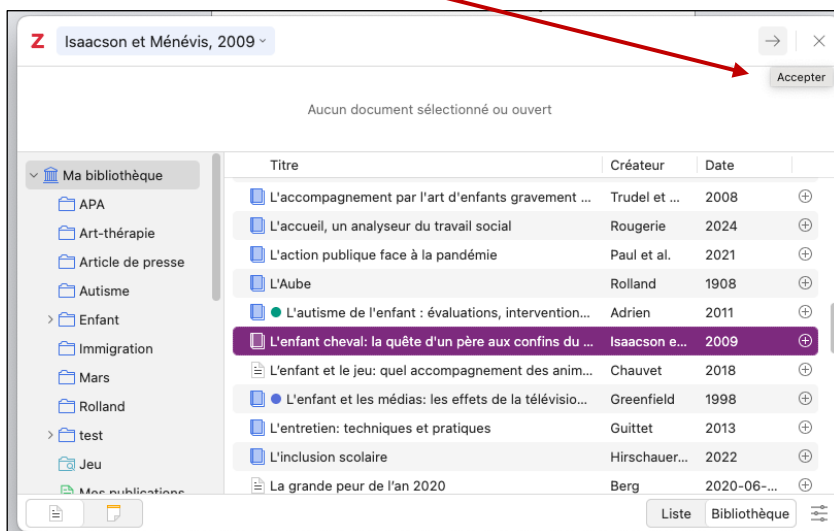 Z Isaacson et Ménévis, 2009
Accepter
Aucun document sélectionné ou ouvert
Titre Créateur Date
Ma bibliothèque
APA
Art-thérapie
Article de presse
Autisme
Enfant
Immigration
Mars
Rolland
test
Jeu
Mes publications
L'accompagnement par l'art d'enfants gravement ... Trudel et ... 2008
L'accueil, un analyseur du travail social Rougerie 2024
L'action publique face à la pandémie Paul et al. 2021
L'Aube Rolland 1908
L'autisme de l'enfant : évaluations, intervention... Adrien 2011
L'enfant cheval: la quête d'un père aux confins du ... Isaacson e... 2009
L'enfant et le jeu: quel accompagnement des anim... Chauvet 2018
L'enfant et les médias: les effets de la télévisio... Greenfield 1998
L'entretien: techniques et pratiques Guittet 2013
L'inclusion scolaire Hirschauer... 2022
La grande peur de l'an 2020 Berg 2020-06-...
Liste Bibliothèque